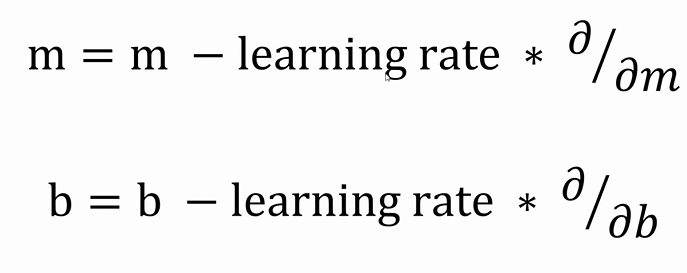 m = m − learning rate * ∂/∂m
b = b − learning rate * ∂/∂b